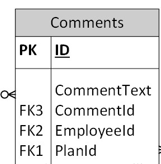 Comments
PK ID
CommentText
FK3 CommentId
FK2 EmployeeId
FK1 PlanId